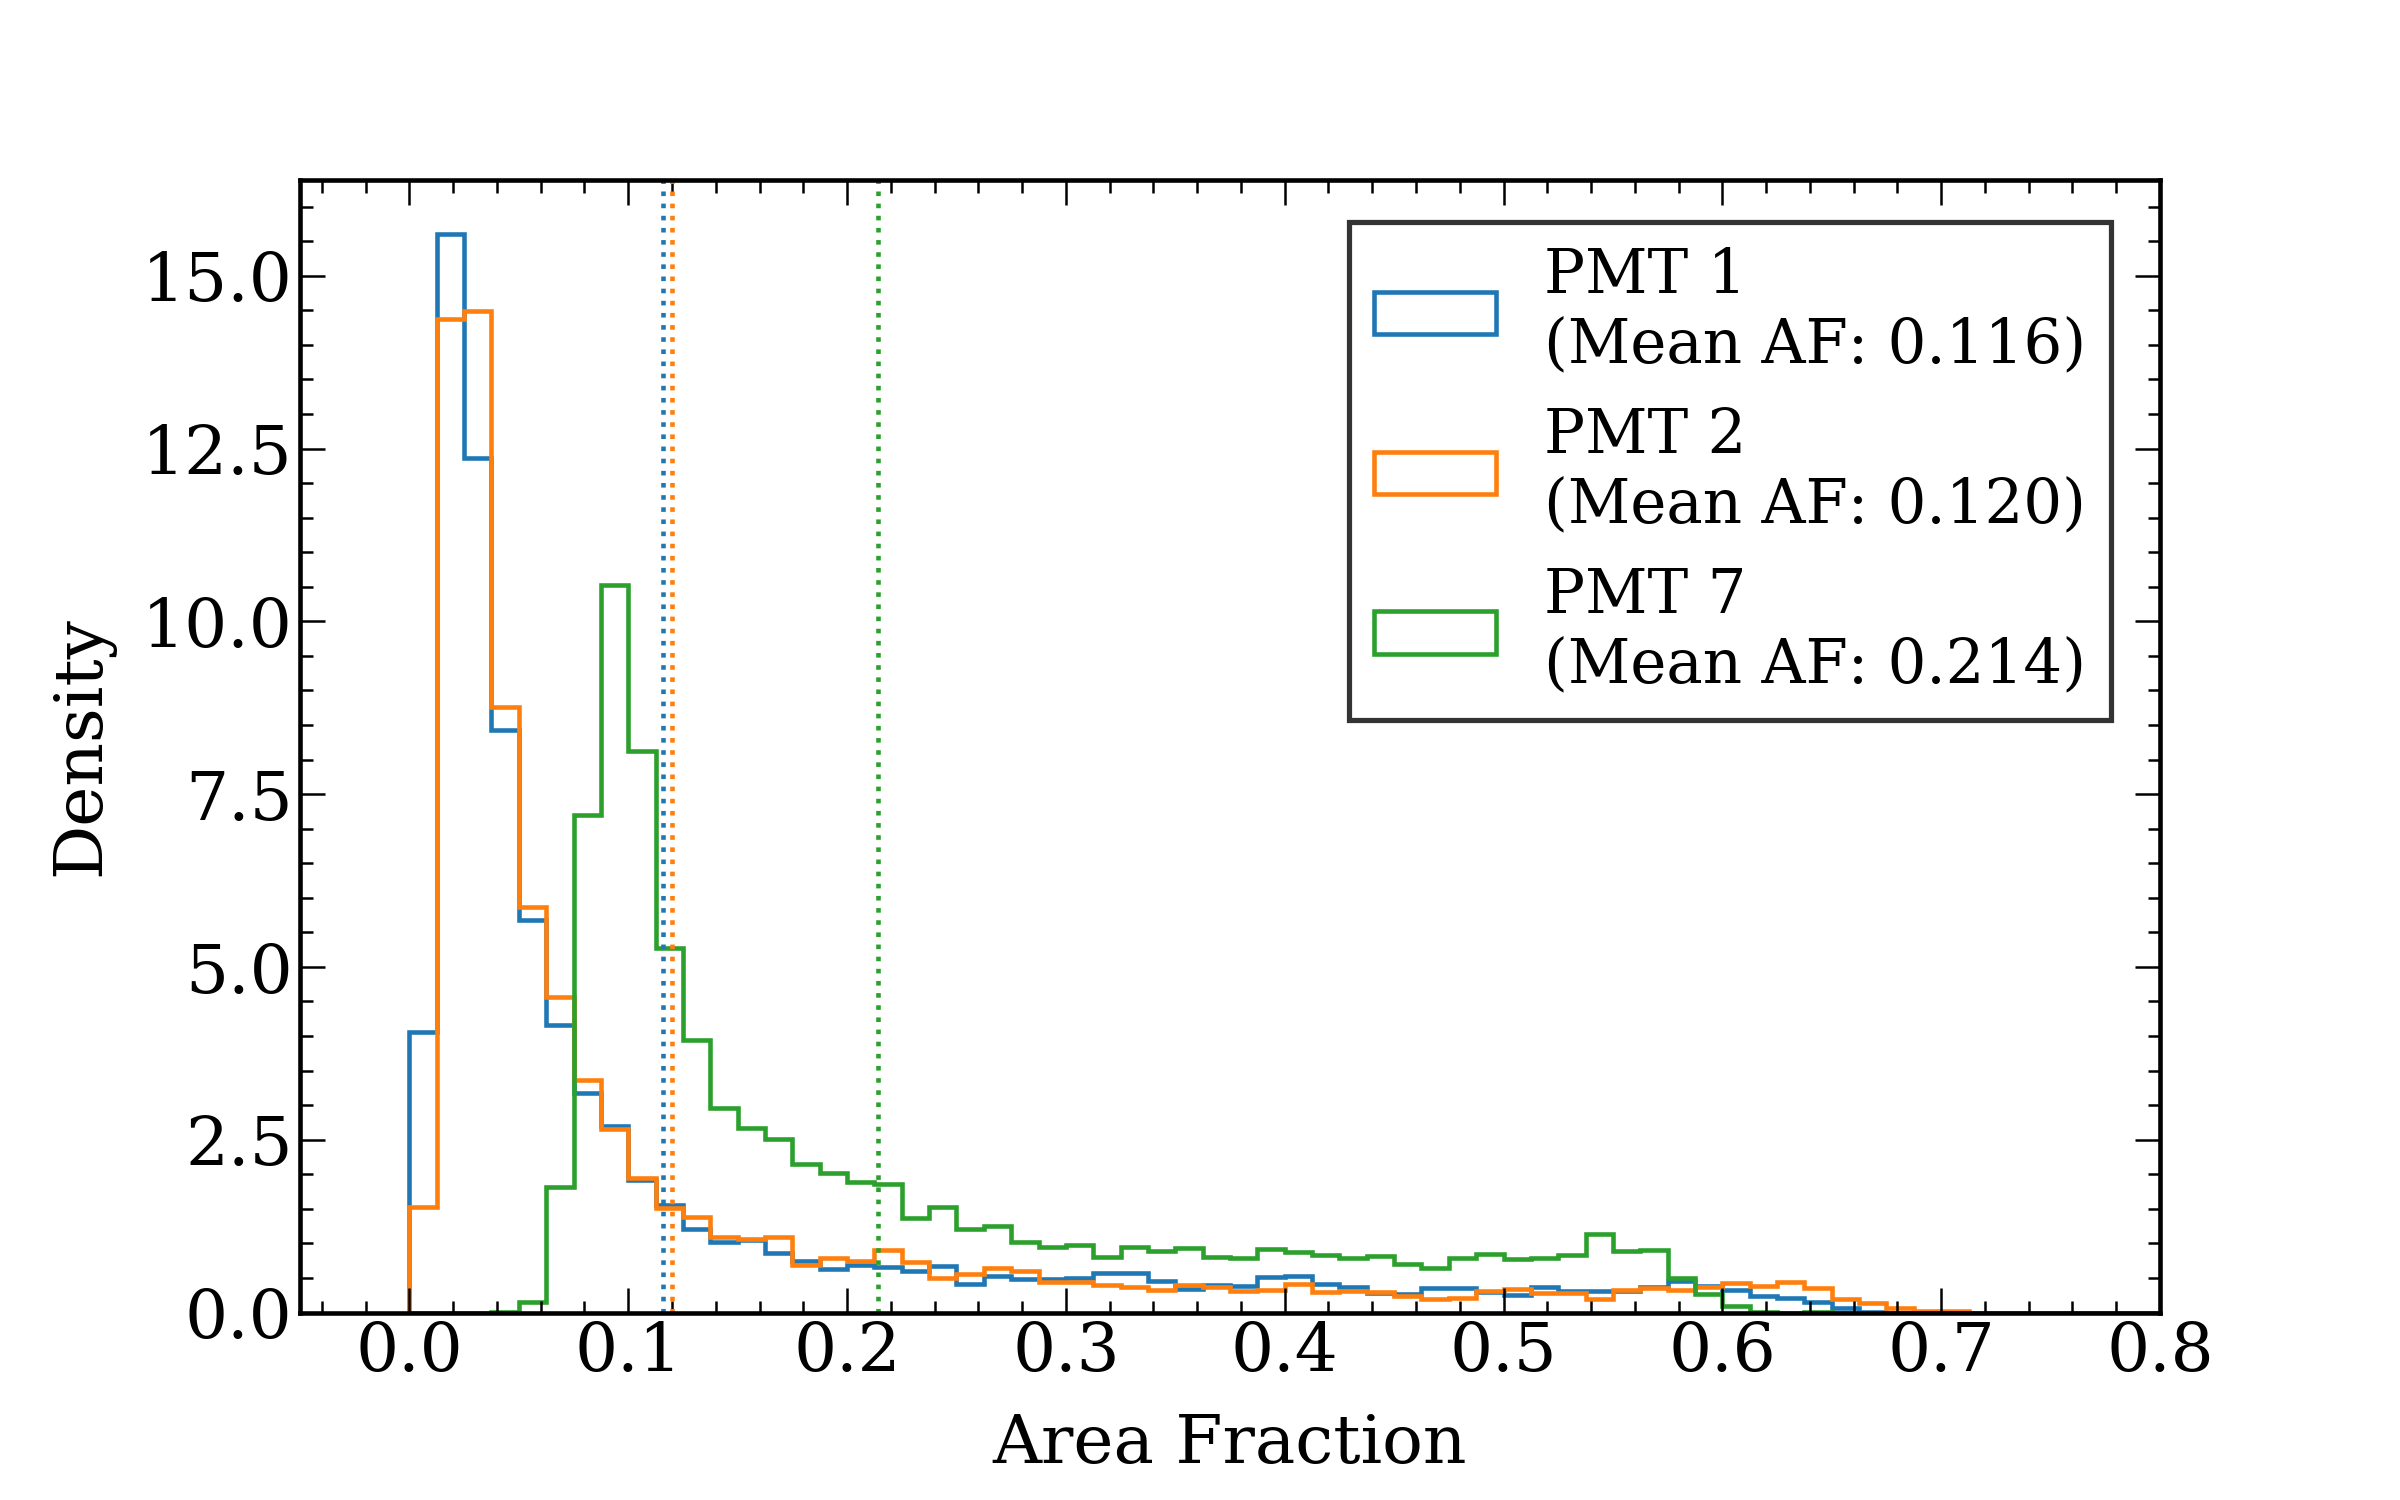 PMT 1
(Mean AF: 0.116)
PMT 2
(Mean AF: 0.120)
PMT 7
(Mean AF: 0.214)
15.0
12.5
10.0
7.5
5.0
2.5
0.0
Density
0.0 0.1 0.2 0.3 0.4 0.5 0.6 0.7 0.8
Area Fraction